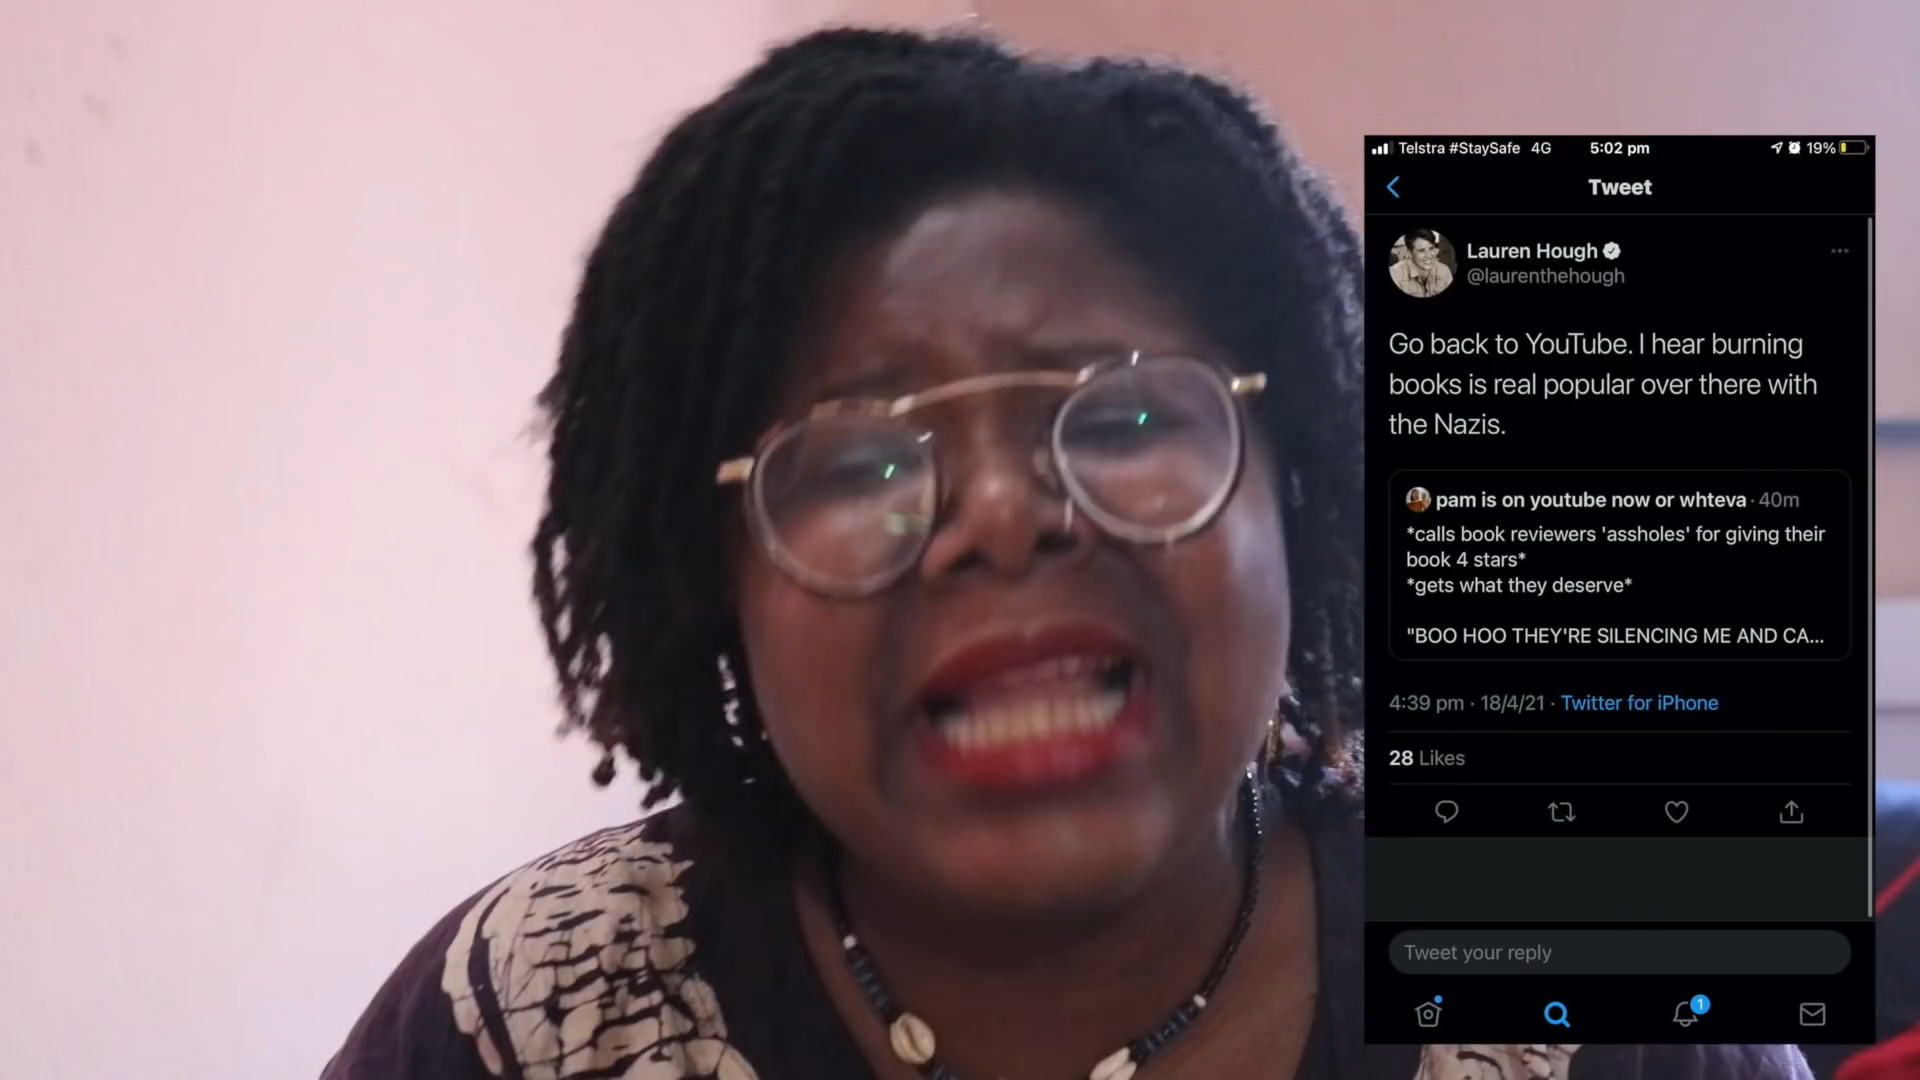 Telstra #StaySafe 4G 5:02 pm 19%
Tweet
Lauren Hough
@laurenthehough
Go back to YouTube. I hear burning
books is real popular over there with
the Nazis.
pam is on youtube now or whteva · 40m
*calls book reviewers 'assholes' for giving their
book 4 stars*
*gets what they deserve*
"BOO HOO THEY'RE SILENCING ME AND CA...
4:39 pm · 18/4/21 · Twitter for iPhone
28 Likes
Tweet your reply
1